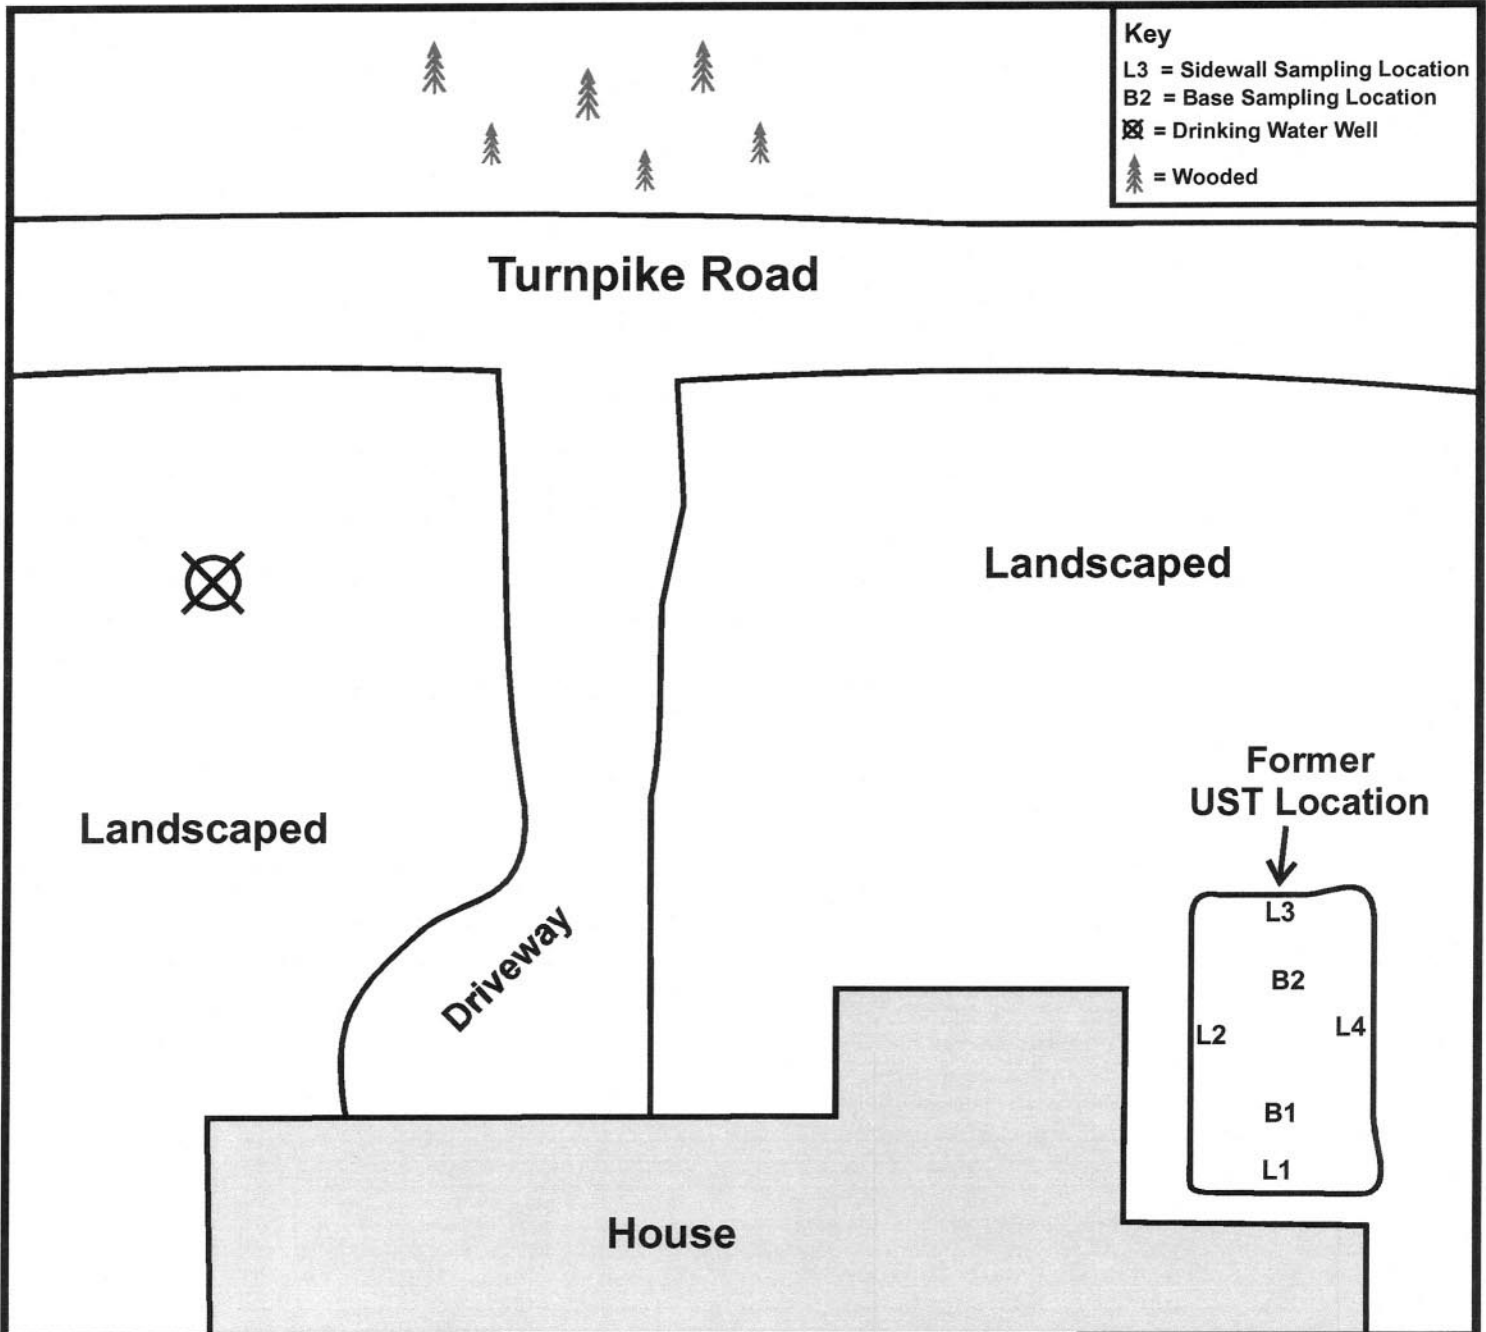 Key
L3 = Sidewall Sampling Location
B2 = Base Sampling Location
= Drinking Water Well
= Wooded
Turnpike Road
Landscaped
Former
UST Location
Landscaped
L3
Driveway
B2
L2
L4
B1
L1
House